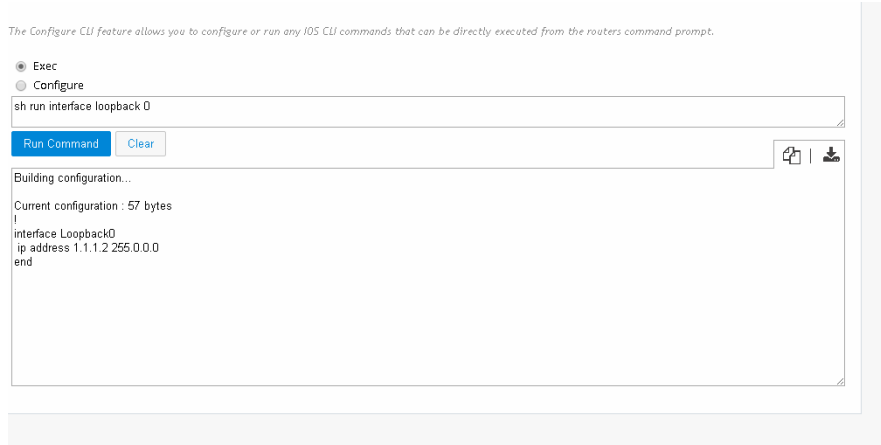 The Configure CLI feature allows you to configure or run any IOS CLI commands that can be directly executed from the routers command prompt.
Exec
Configure
sh run interface loopback 0
Run Command Clear
Building configuration...
Current configuration : 57 bytes
!
interface Loopback0
ip address 1.1.1.2 255.0.0.0
end